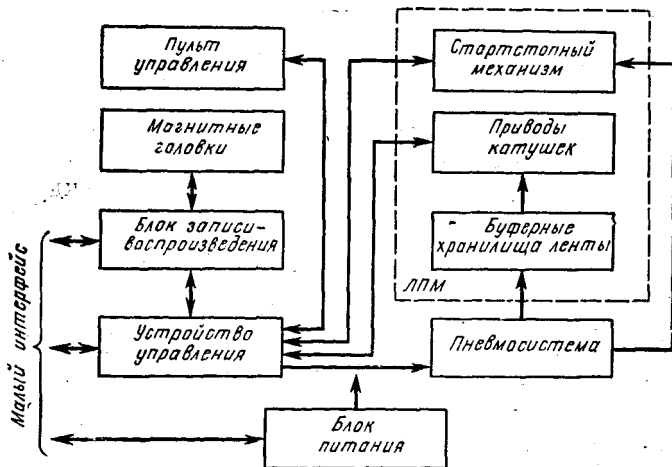 Пульт
управления
Магнитные
головки
Блок записи-
воспроизведения
Устройство
управления
Блок
питания
Малый интерфейс
Стартстопный
механизм
Приводы
катушек
Буферные
хранилища ленты
ЛПМ
Пневмосистема